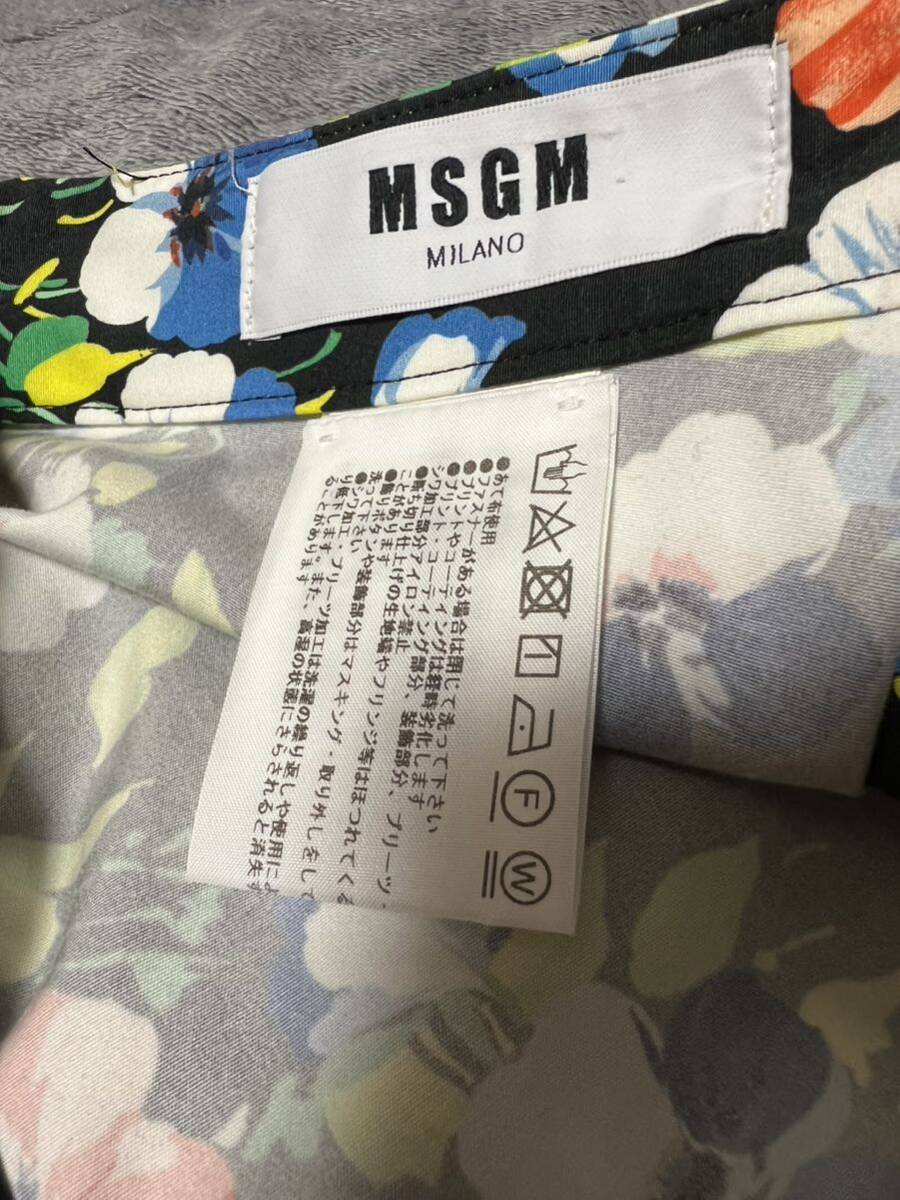 MSGM
MILANO
●あて布使用
●ファスナーがある場合は閉じて洗って下さい
●プリントやコーティングは経時劣化します
●プリント・コーティング部分、装飾部分、プリーツ・
シワ加工部分アイロン禁止
●断ち切り仕上げの生地端やフリンジ等はほつれてくる
ことがあります
●飾りボタンや装飾部分はマスキング・取り外しをして
洗って下さい
●シワ加工・プリーツ加工は洗濯の繰り返しや使用によ
り低下します。また、高湿の状態にさらされると消失す
ることがあります。
F
W